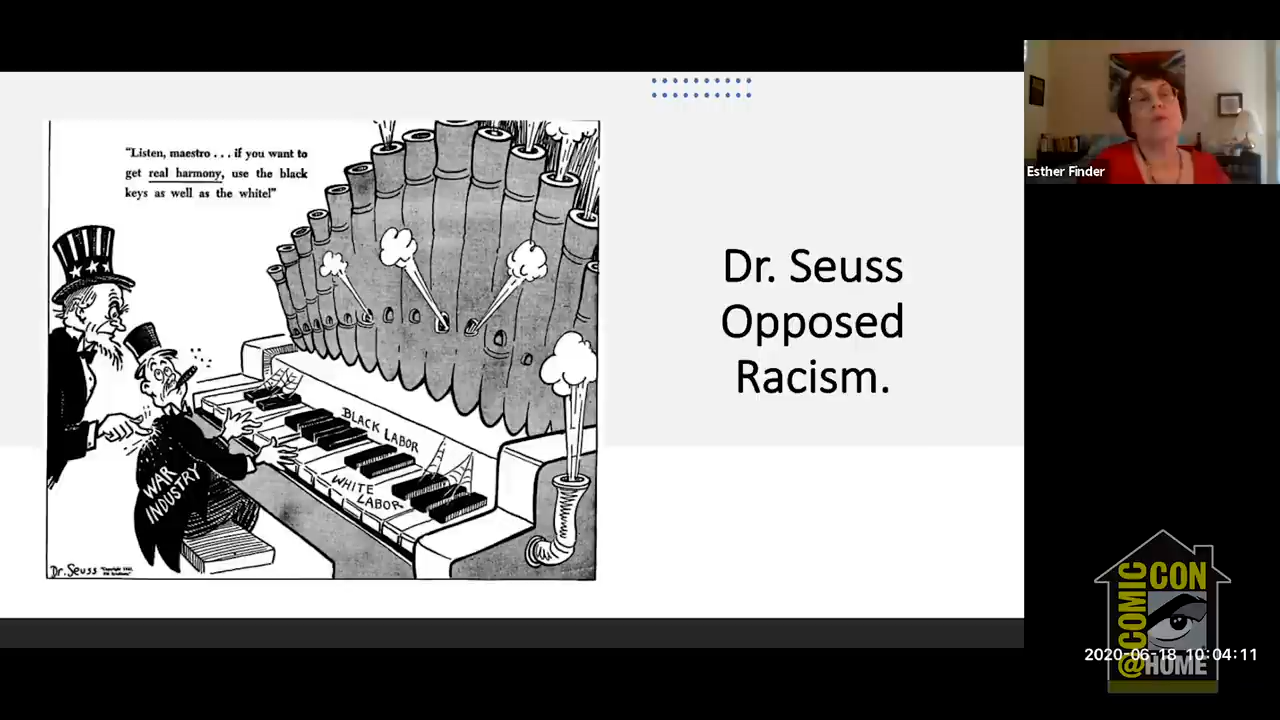 "Listen, maestro . . . if you want to
get real harmony, use the black
keys as well as the white!"
BLACK LABOR
WHITE
LABOR
WAR
INDUSTRY
Dr. Seuss
Dr. Seuss
Opposed
Racism.
Esther Finder
@COMIC
CON
HOME
2020-06-18 10:04:11